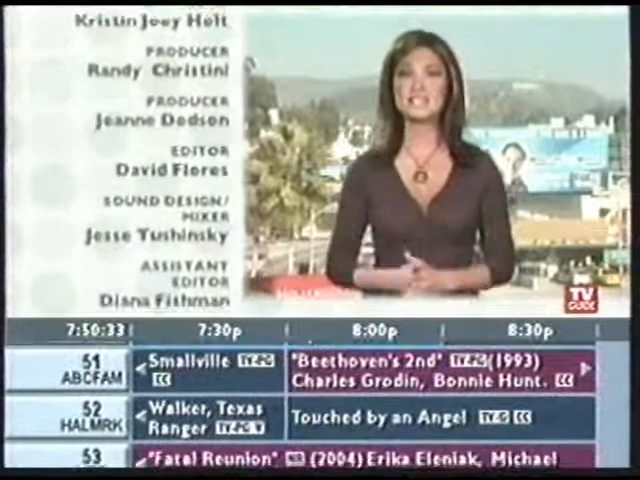 Kristin Joey Holt
PRODUCER
Randy Christini
PRODUCER
Jeanne Dodson
EDITOR
David Flores
SOUND DESIGN/
MIXER
Jesse Yushinsky
ASSISTANT
EDITOR
Diana Fithman
TV
GUIDE
7:50:33 7:30p 8:00p 8:30p
51
ABCFAM
Smallville TV-PG
CC
"Beethoven's 2nd" TV-PG (1993)
Charles Grodin, Bonnie Hunt. CC
52
HALMRK
Walker, Texas
Ranger TV-PG V
Touched by an Angel TV-G CC
53
"Fatal Reunion" (2004) Erika Eleniak, Michael